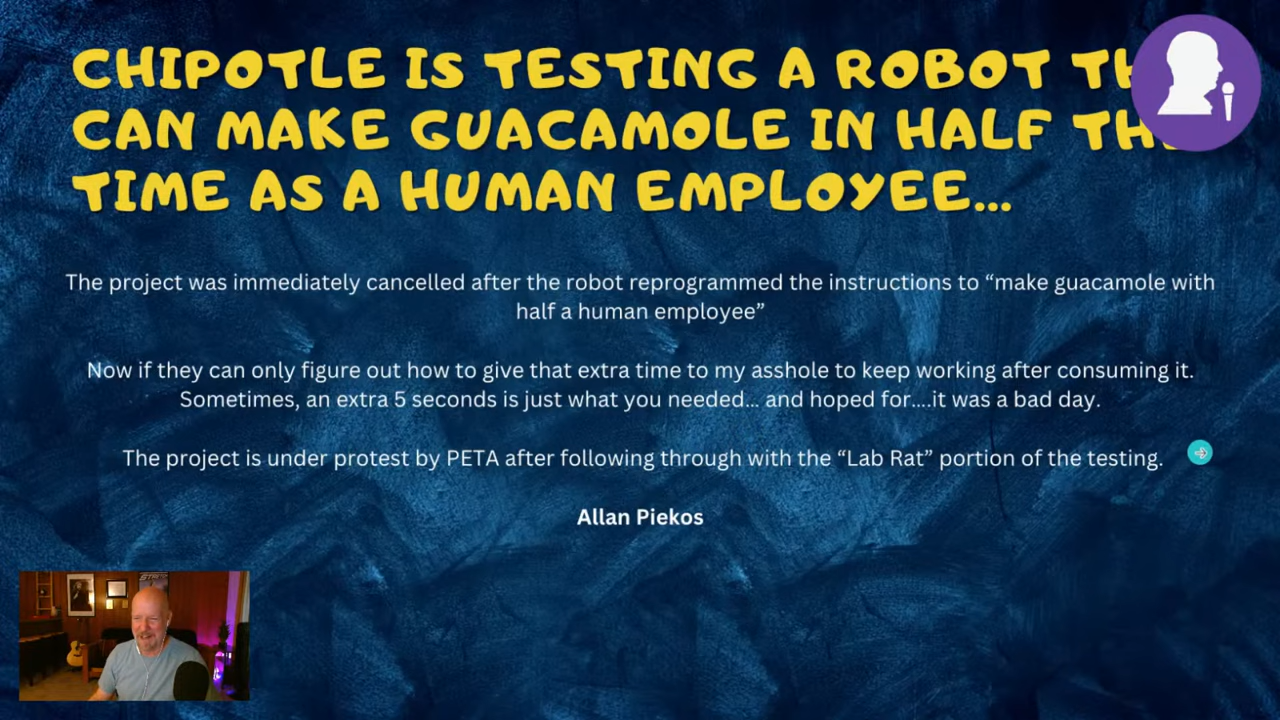 CHIPOTLE IS TESTING A ROBOT
CAN MAKE GUACAMOLE IN HALF
TIME AS A HUMAN EMPLOYEE...
The project was immediately cancelled after the robot reprogrammed the instructions to “make guacamole with
half a human employee”
Now if they can only figure out how to give that extra time to my asshole to keep working after consuming it.
Sometimes, an extra 5 seconds is just what you needed... and hoped for....it was a bad day.
The project is under protest by PETA after following through with the “Lab Rat” portion of the testing.
Allan Piekos